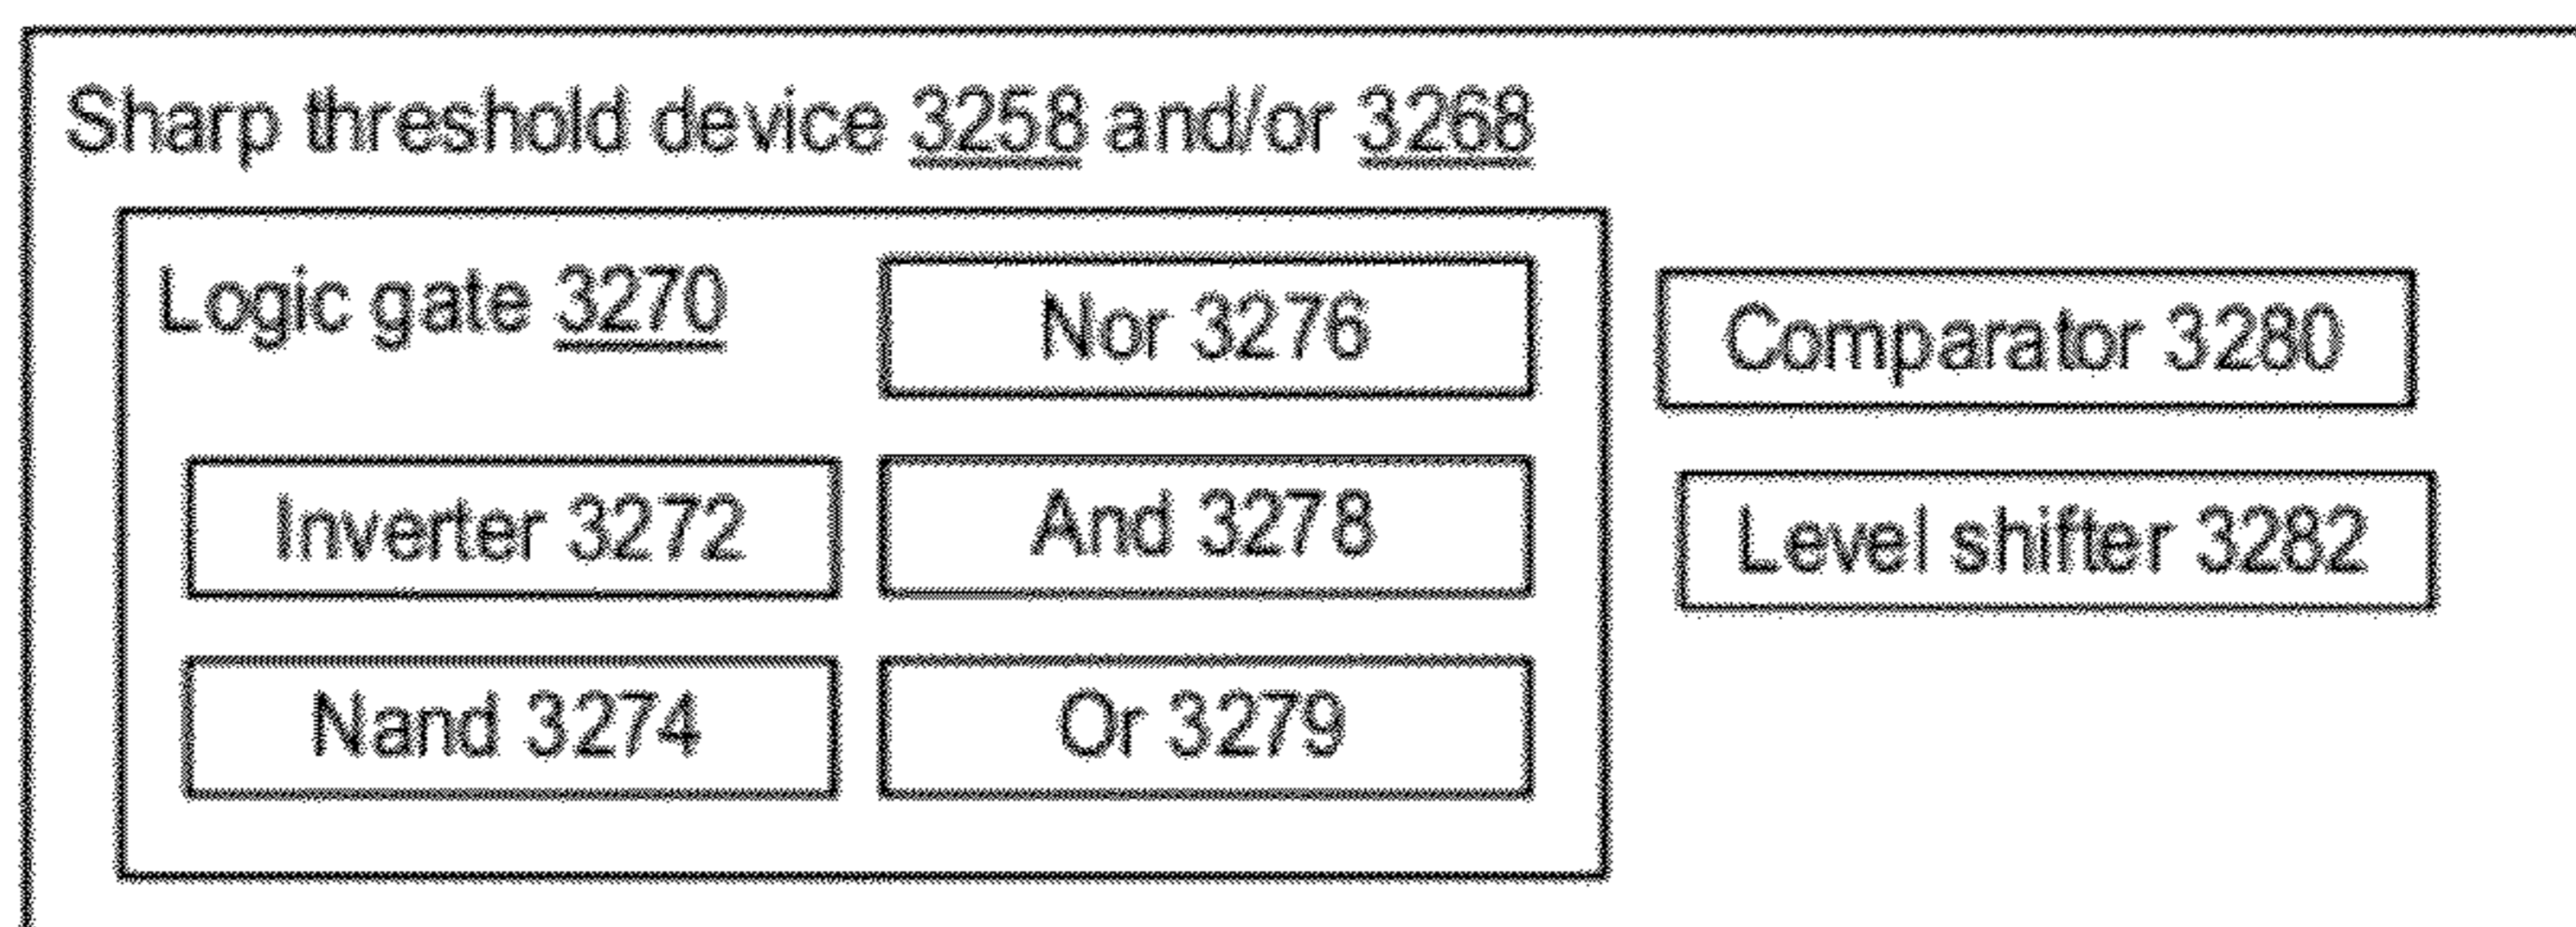 Sharp threshold device 3258 and/or 3268
Logic gate 3270
Nor 3276
Comparator 3280
Inverter 3272
And 3278
Level shifter 3282
Nand 3274
Or 3279